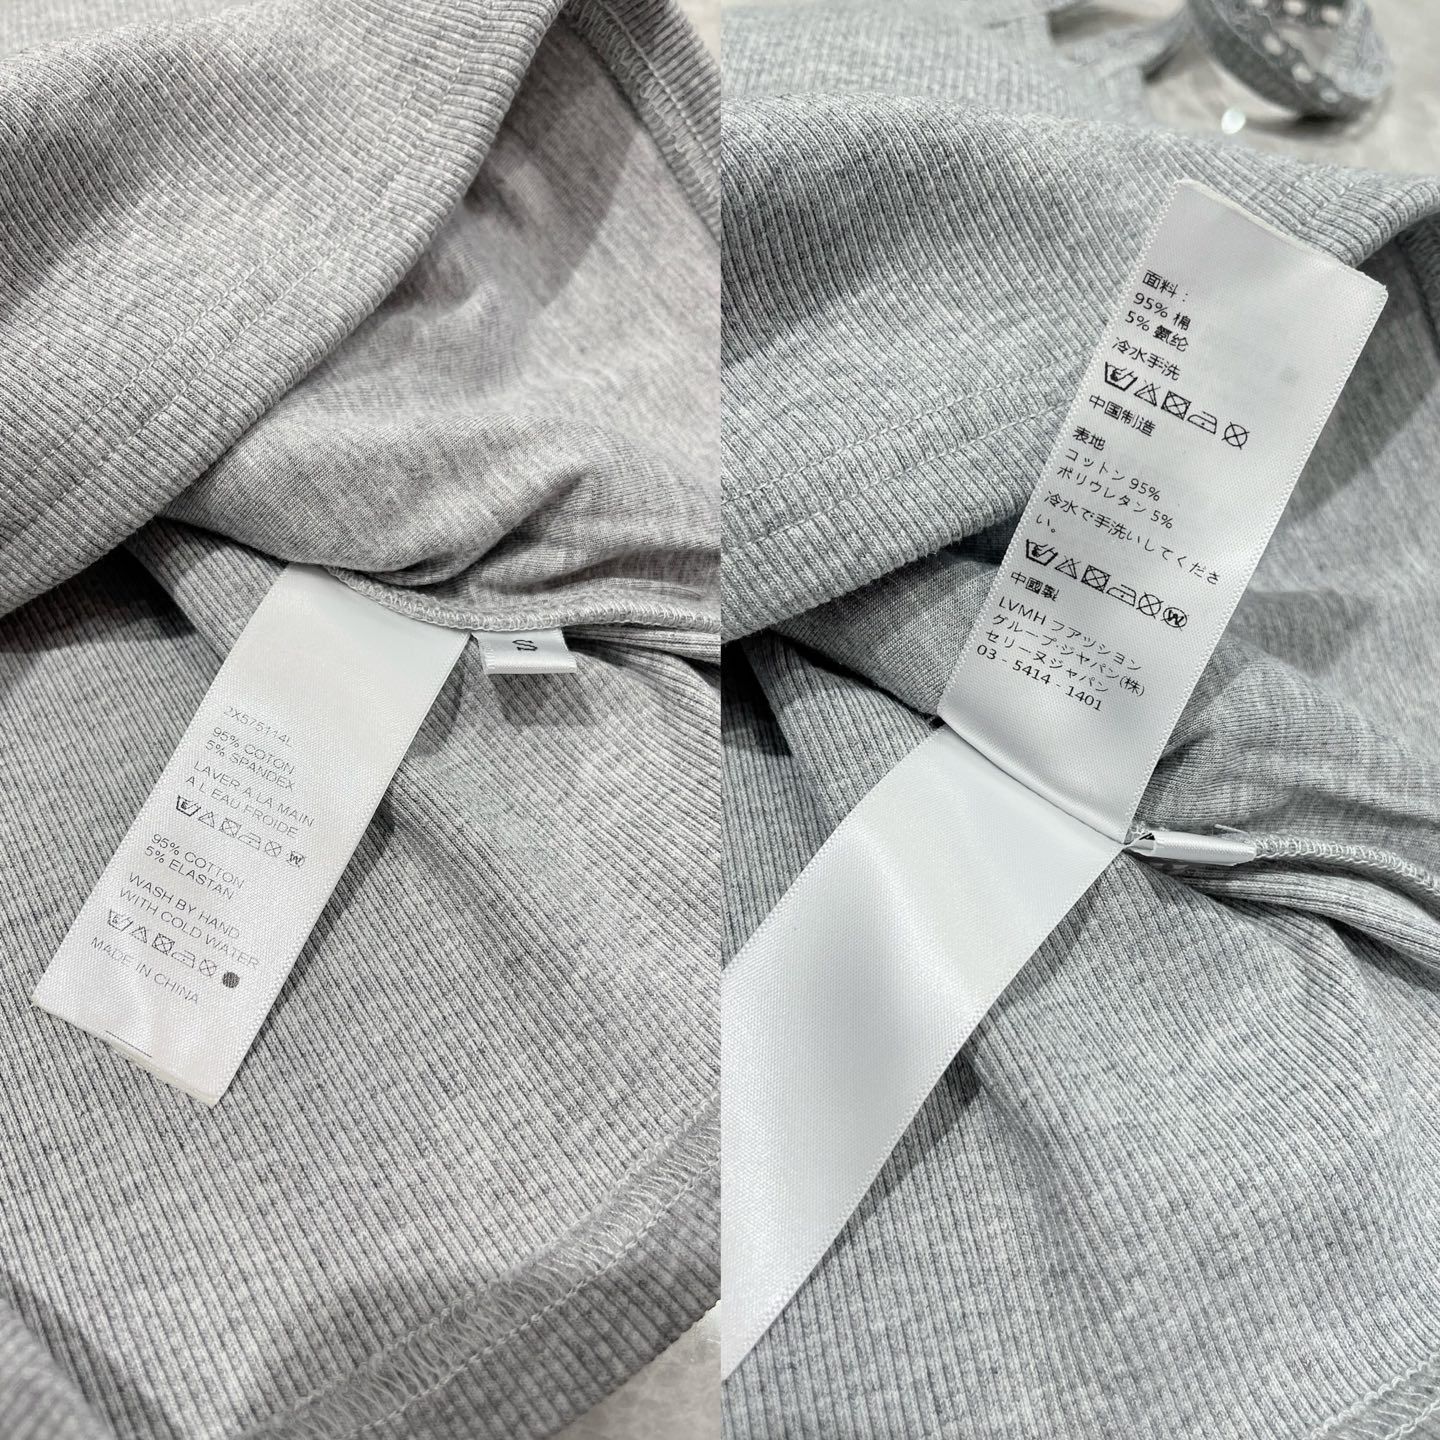 2X575114L
95% COTON
5% SPANDEX
LAVER A LA MAIN
A L'EAU FROIDE
95% COTTON
5% ELASTAN
WASH BY HAND
WITH COLD WATER
MADE IN CHINA
S
面料：
95% 棉
5% 氨纶
冷水手洗
中国制造
表地
コットン 95%
ポリウレタン 5%
冷水で手洗いしてくださ
い。
中國製
LVMH ファッション
グループ・ジャパン(株)
セリーヌジャパン
03 - 5414 - 1401